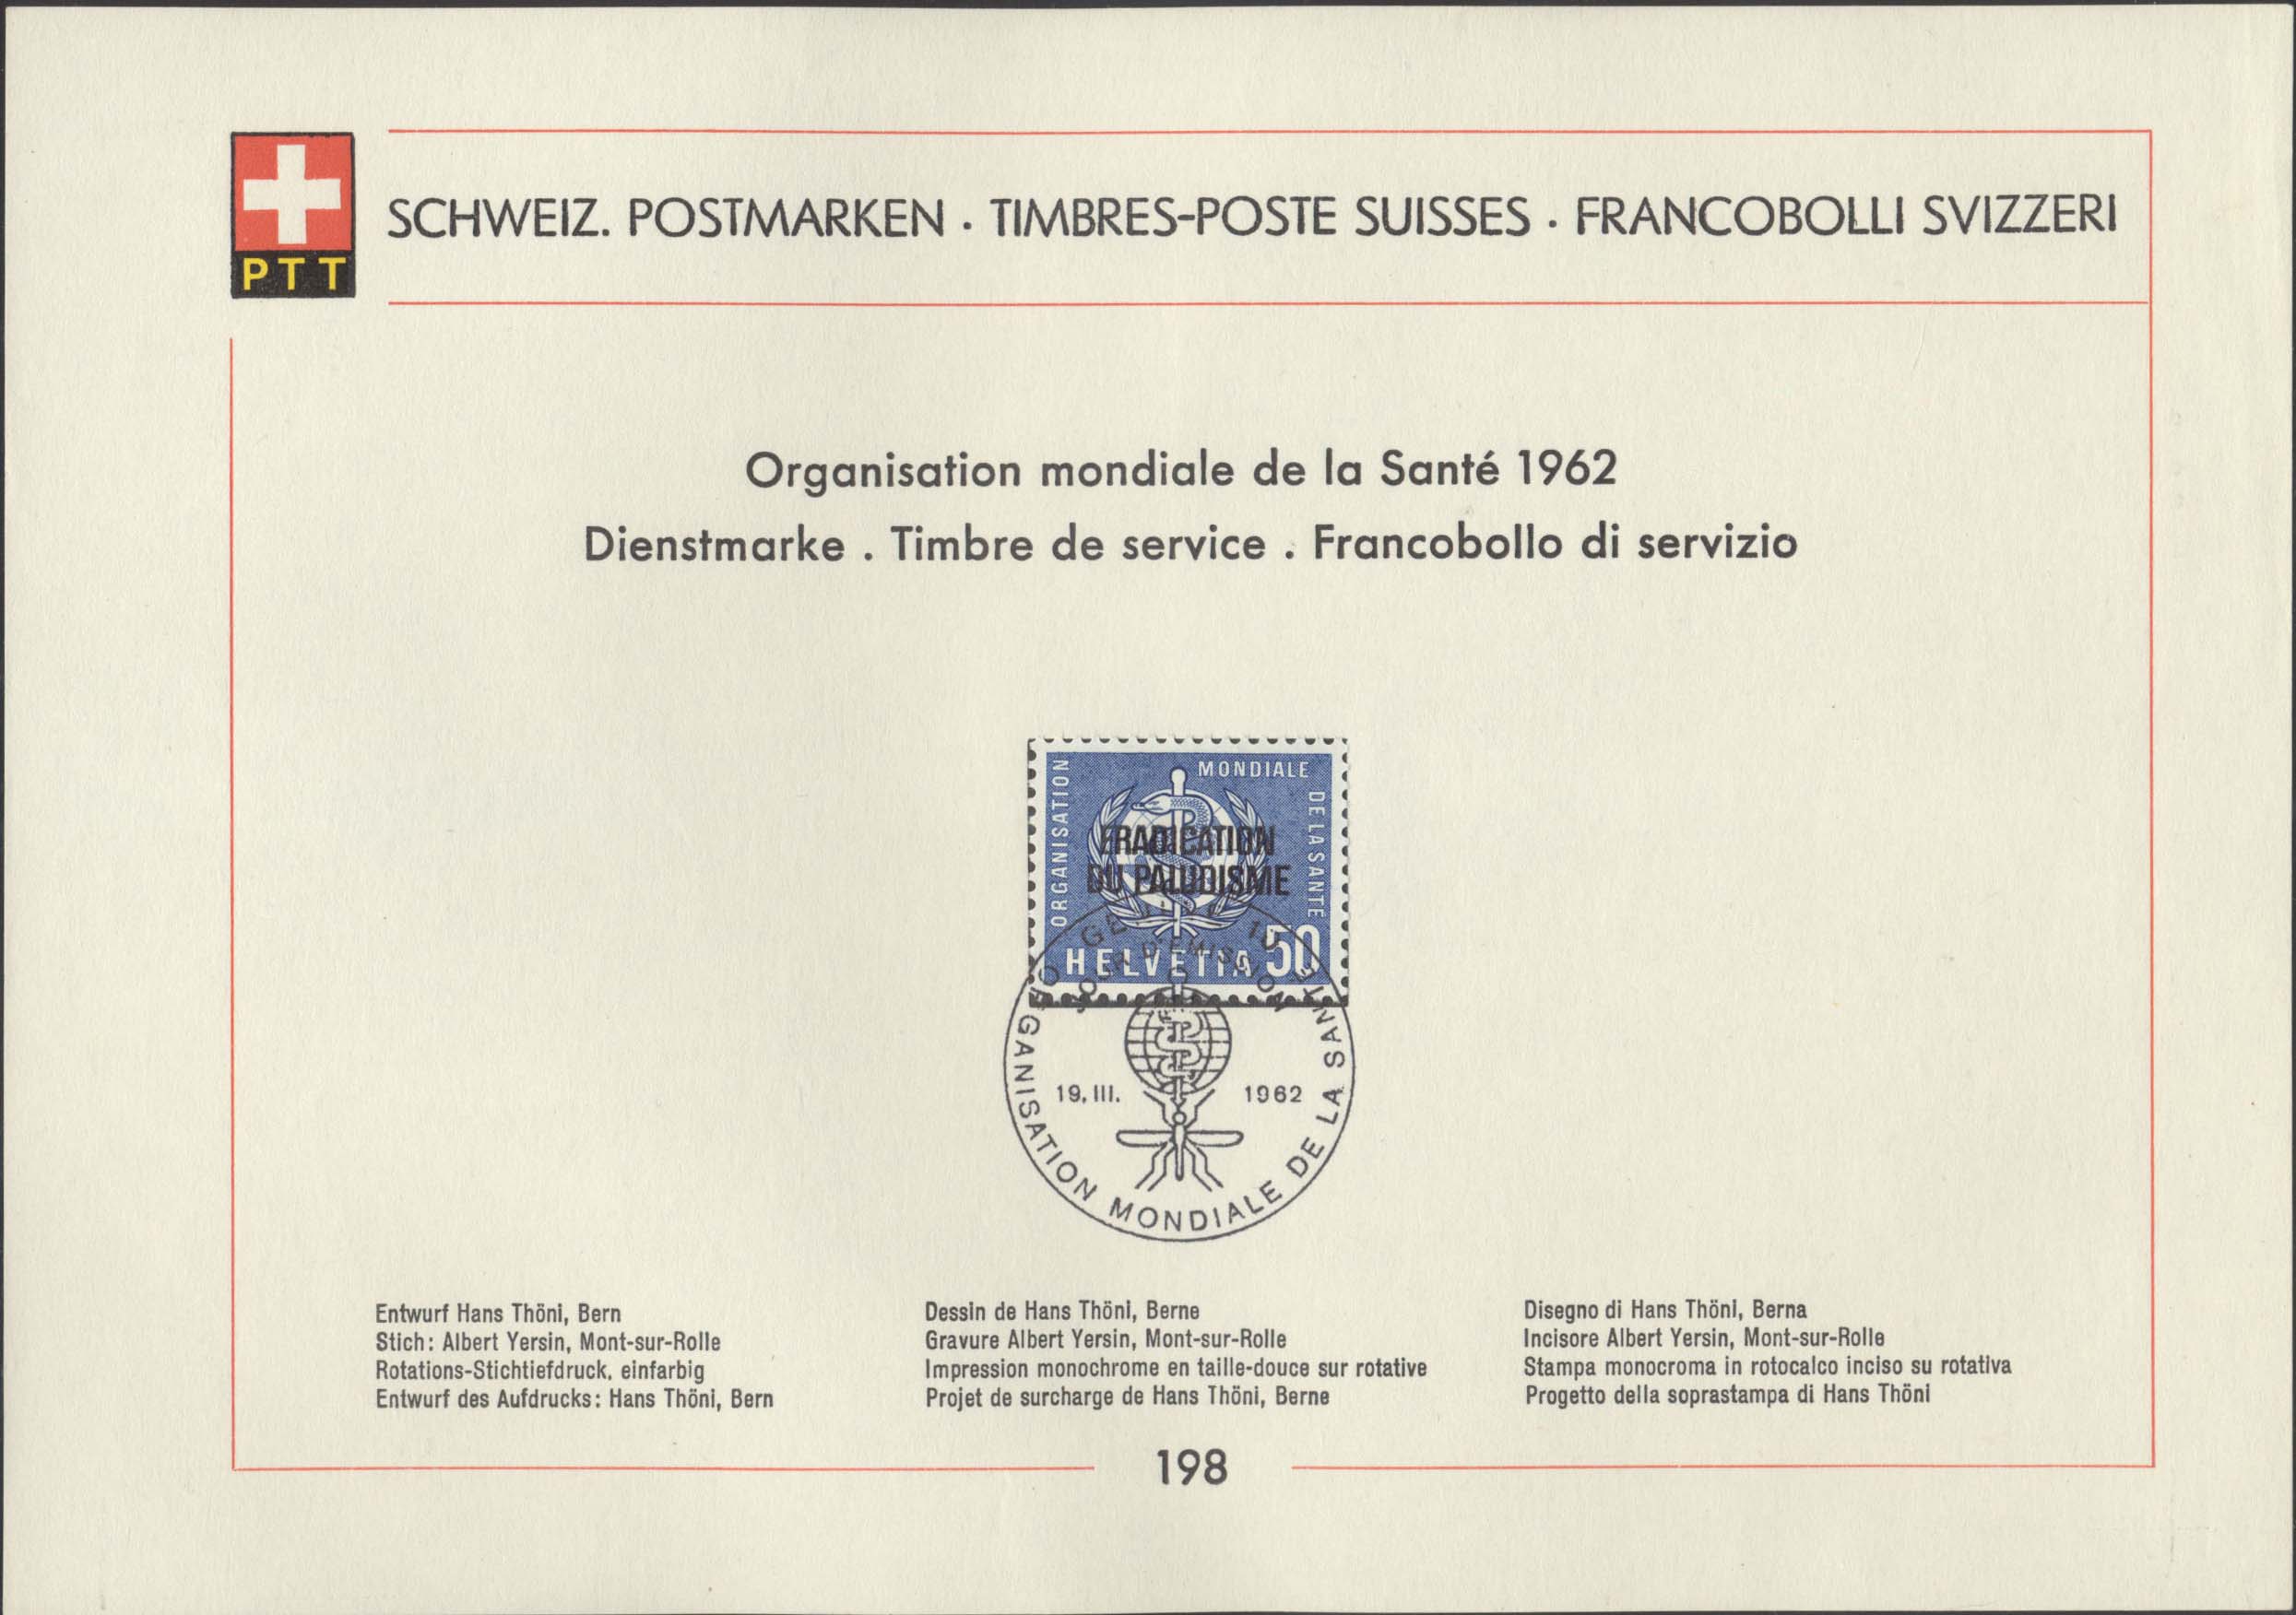 PTT
SCHWEIZ. POSTMARKEN · TIMBRES-POSTE SUISSES · FRANCOBOLLI SVIZZERI
Organisation mondiale de la Santé 1962
Dienstmarke . Timbre de service . Francobollo di servizio
ORGANISATION
MONDIALE
DE LA SANTÉ
ERADICATION
DU PALUDISME
HELVETIA 50
JOUR D'EMISSION
19. III. 1962
ORGANISATION MONDIALE DE LA SANTÉ
Entwurf Hans Thöni, Bern
Stich: Albert Yersin, Mont-sur-Rolle
Rotations-Stichtiefdruck, einfarbig
Entwurf des Aufdrucks: Hans Thöni, Bern
Dessin de Hans Thöni, Berne
Gravure Albert Yersin, Mont-sur-Rolle
Impression monochrome en taille-douce sur rotative
Projet de surcharge de Hans Thöni, Berne
Disegno di Hans Thöni, Berna
Incisore Albert Yersin, Mont-sur-Rolle
Stampa monocroma in rotocalco inciso su rotativa
Progetto della soprastampa di Hans Thöni
198